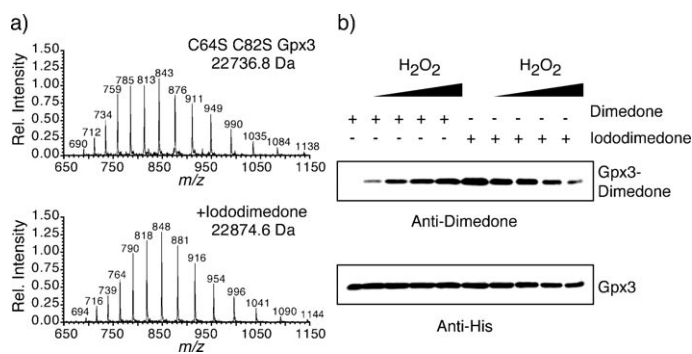 a)
C64S C82S Gpx3
22736.8 Da
Rel. Intensity
1.50
1.25
1.00
0.75
0.50
0.25
0.00
690 712 734 759 785 813 843 876 911 949 990 1035 1084 1138
650 750 850 950 1050 1150
m/z
+Iododimedone
22874.6 Da
Rel. Intensity
1.50
1.25
1.00
0.75
0.50
0.25
0.00
694 716 739 764 790 818 848 881 916 954 996 1041 1090 1144
650 750 850 950 1050 1150
m/z
b)
H2O2 H2O2
+ + + + + - - - - - Dimedone
- - - - - + + + + + Iododimedone
Gpx3-
Dimedone
Anti-Dimedone
Gpx3
Anti-His